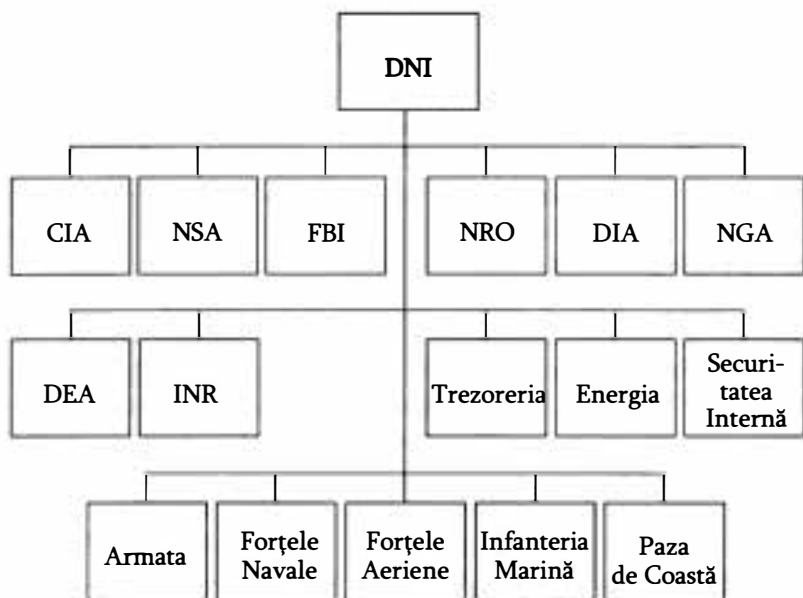 DNI
CIA
NSA
FBI
NRO
DIA
NGA
DEA
INR
Trezoreria
Energia
Securi-
tatea
Internă
Armata
Forțele
Navale
Forțele
Aeriene
Infanteria
Marină
Paza
de Coastă